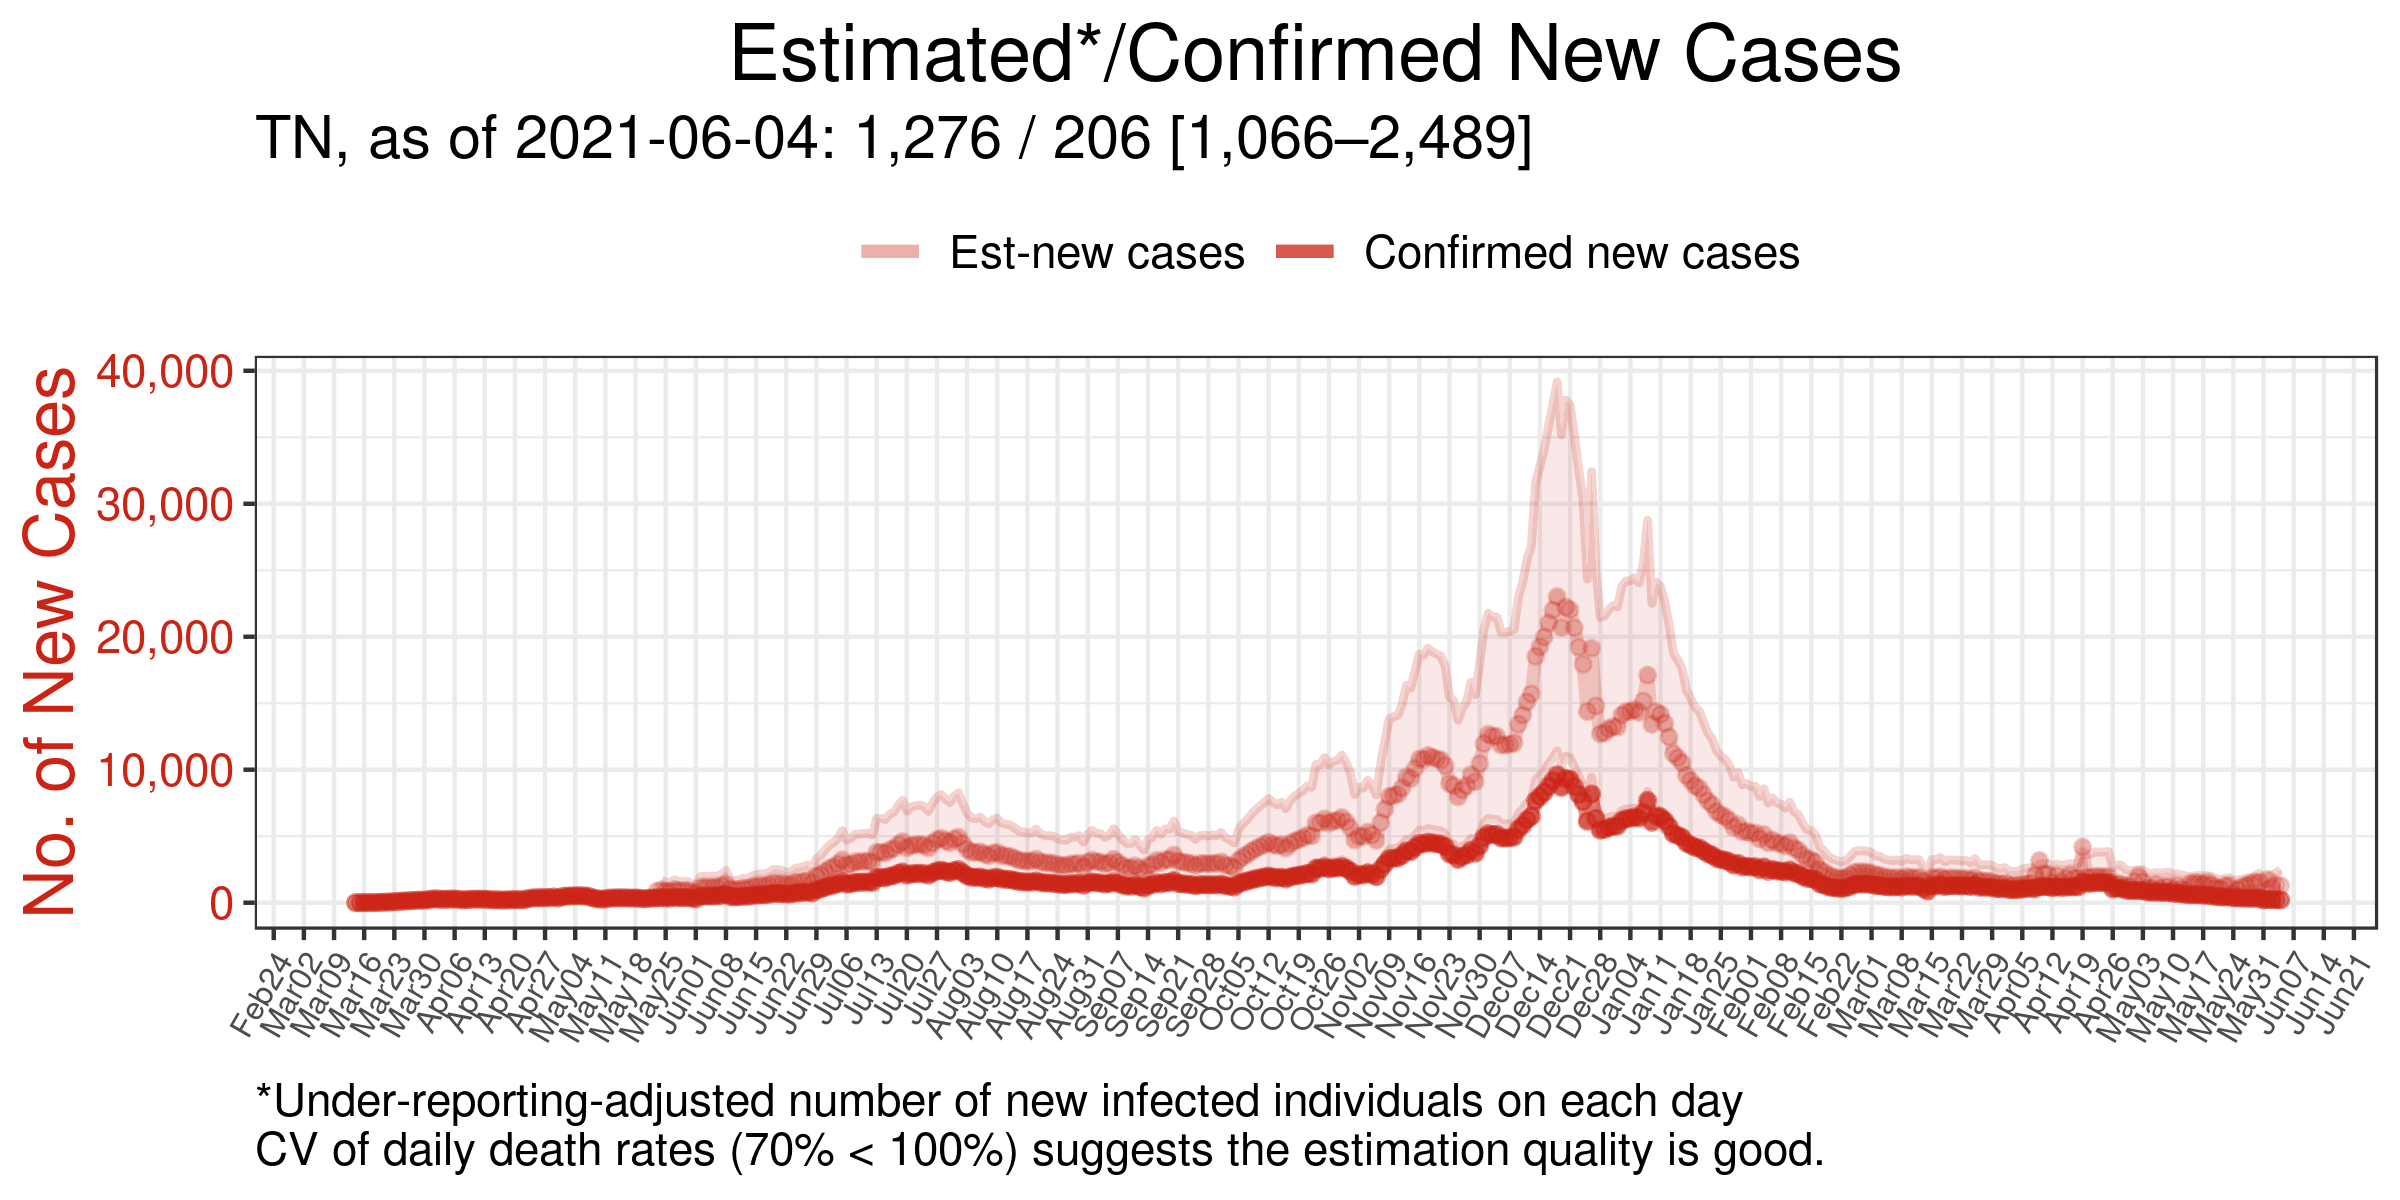 Estimated*/Confirmed New Cases
TN, as of 2021-06-04: 1,276 / 206 [1,066–2,489]
Est-new cases Confirmed new cases
No. of New Cases
40,000
30,000
20,000
10,000
0
Feb24 Mar02 Mar09 Mar16 Mar23 Mar30 Apr06 Apr13 Apr20 Apr27 May04 May11 May18 May25 Jun01 Jun08 Jun15 Jun22 Jun29 Jul06 Jul13 Jul20 Jul27 Aug03 Aug10 Aug17 Aug24 Aug31 Sep07 Sep14 Sep21 Sep28 Oct05 Oct12 Oct19 Oct26 Nov02 Nov09 Nov16 Nov23 Nov30 Dec07 Dec14 Dec21 Dec28 Jan04 Jan11 Jan18 Jan25 Feb01 Feb08 Feb15 Feb22 Mar01 Mar08 Mar15 Mar22 Mar29 Apr05 Apr12 Apr19 Apr26 May03 May10 May17 May24 May31 Jun07 Jun14 Jun21
*Under-reporting-adjusted number of new infected individuals on each day
CV of daily death rates (70% < 100%) suggests the estimation quality is good.